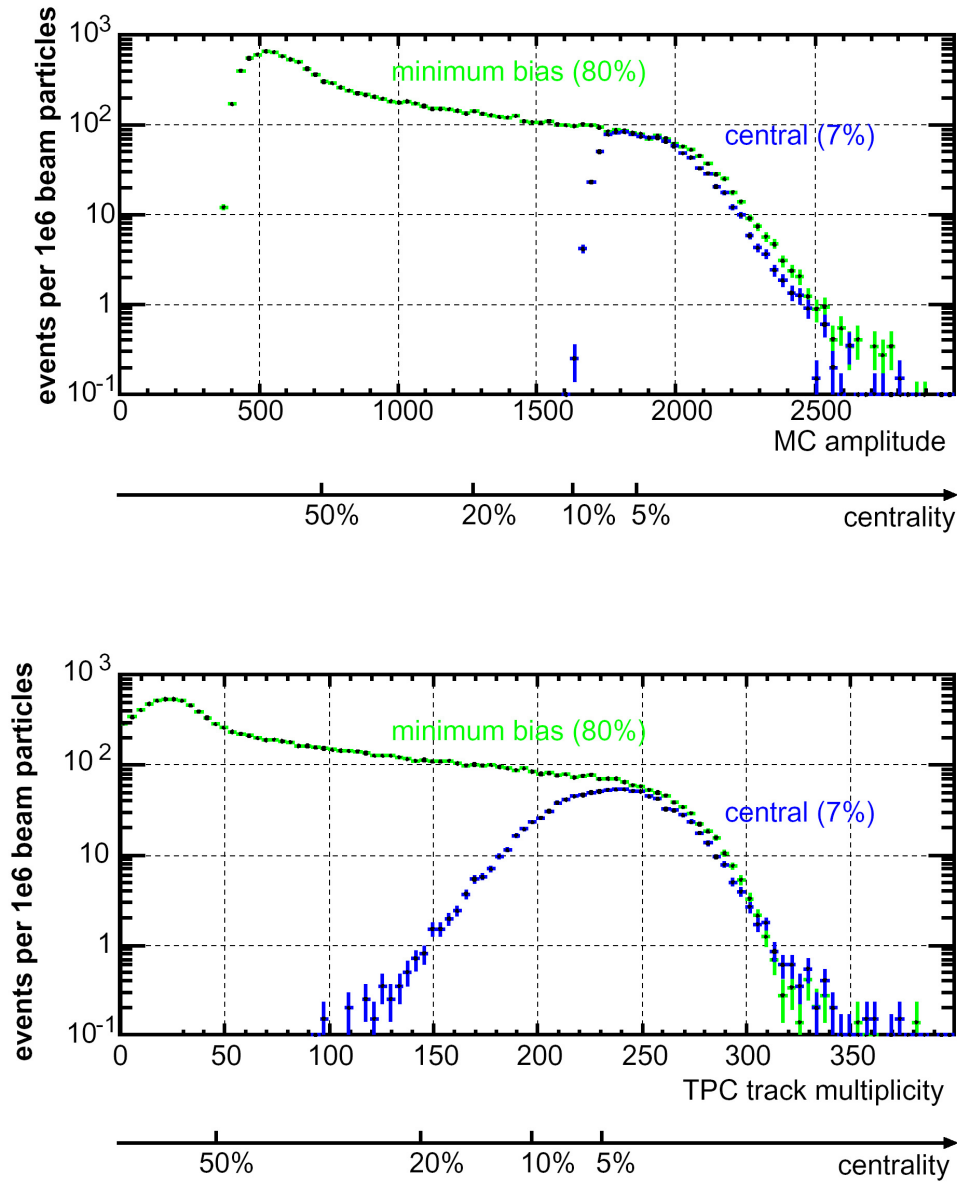 events per 1e6 beam particles
10³
10²
10
1
10⁻¹
minimum bias (80%)
central (7%)
0 500 1000 1500 2000 2500
MC amplitude
50% 20% 10% 5%
centrality
events per 1e6 beam particles
10³
10²
10
1
10⁻¹
minimum bias (80%)
central (7%)
0 50 100 150 200 250 300 350
TPC track multiplicity
50% 20% 10% 5%
centrality